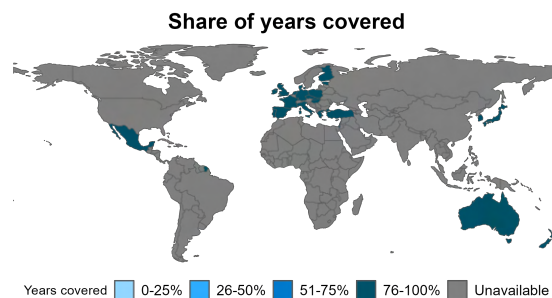 Share of years covered
Years covered 0-25% 26-50% 51-75% 76-100% Unavailable